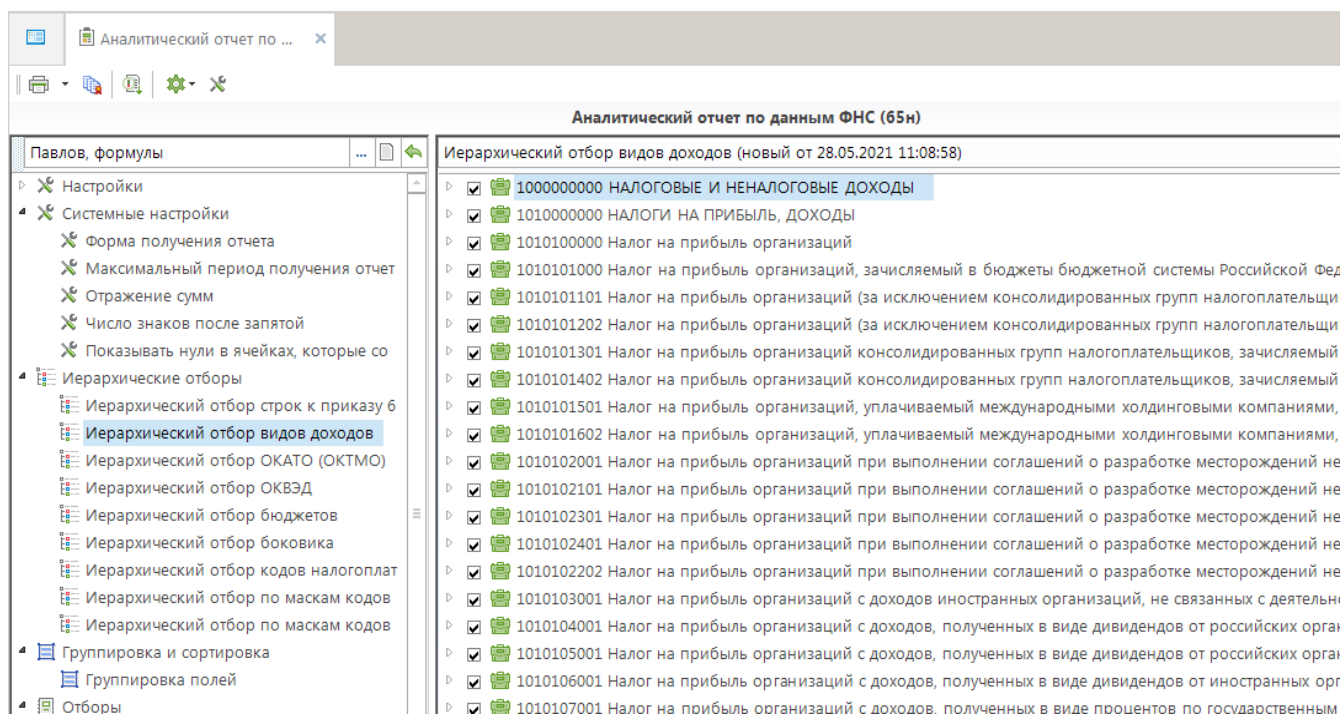 Аналитический отчет по ...
Аналитический отчет по данным ФНС (65н)
Павлов, формулы
Настройки
Системные настройки
Форма получения отчета
Максимальный период получения отчет
Отражение сумм
Число знаков после запятой
Показывать нули в ячейках, которые со
Иерархические отборы
Иерархический отбор строк к приказу 6
Иерархический отбор видов доходов
Иерархический отбор ОКАТО (ОКТМО)
Иерархический отбор ОКВЭД
Иерархический отбор бюджетов
Иерархический отбор боковика
Иерархический отбор кодов налогоплат
Иерархический отбор по маскам кодов
Иерархический отбор по маскам кодов
Группировка и сортировка
Группировка полей
Отборы
Иерархический отбор видов доходов (новый от 28.05.2021 11:08:58)
1000000000 НАЛОГОВЫЕ И НЕНАЛОГОВЫЕ ДОХОДЫ
1010000000 НАЛОГИ НА ПРИБЫЛЬ, ДОХОДЫ
1010100000 Налог на прибыль организаций
1010101000 Налог на прибыль организаций, зачисляемый в бюджеты бюджетной системы Российской Фед
1010101101 Налог на прибыль организаций (за исключением консолидированных групп налогоплательщи
1010101202 Налог на прибыль организаций (за исключением консолидированных групп налогоплательщи
1010101301 Налог на прибыль организаций консолидированных групп налогоплательщиков, зачисляемый
1010101402 Налог на прибыль организаций консолидированных групп налогоплательщиков, зачисляемый
1010101501 Налог на прибыль организаций, уплачиваемый международными холдинговыми компаниями,
1010101602 Налог на прибыль организаций, уплачиваемый международными холдинговыми компаниями,
1010102001 Налог на прибыль организаций при выполнении соглашений о разработке месторождений не
1010102101 Налог на прибыль организаций при выполнении соглашений о разработке месторождений не
1010102301 Налог на прибыль организаций при выполнении соглашений о разработке месторождений не
1010102401 Налог на прибыль организаций при выполнении соглашений о разработке месторождений не
1010102202 Налог на прибыль организаций при выполнении соглашений о разработке месторождений не
1010103001 Налог на прибыль организаций с доходов иностранных организаций, не связанных с деятельно
1010104001 Налог на прибыль организаций с доходов, полученных в виде дивидендов от российских орган
1010105001 Налог на прибыль организаций с доходов, полученных в виде дивидендов от российских орган
1010106001 Налог на прибыль организаций с доходов, полученных в виде дивидендов от иностранных орг
1010107001 Налог на прибыль организаций с доходов, полученных в виде процентов по государственным